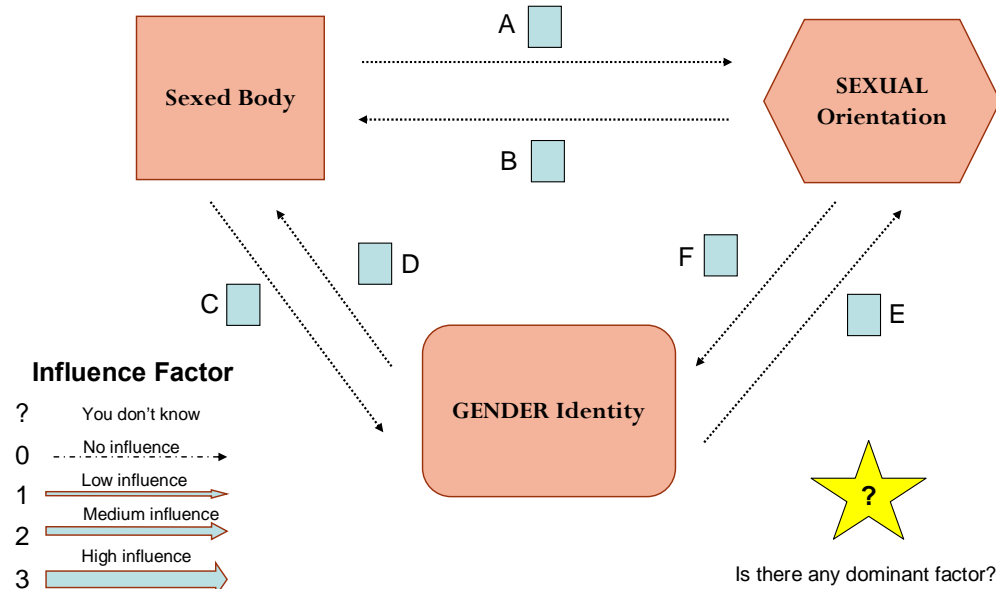 A
Sexed Body
SEXUAL
Orientation
B
C
D
F
E
GENDER Identity
Influence Factor
? You don't know
0 No influence
1 Low influence
2 Medium influence
3 High influence
?
Is there any dominant factor?